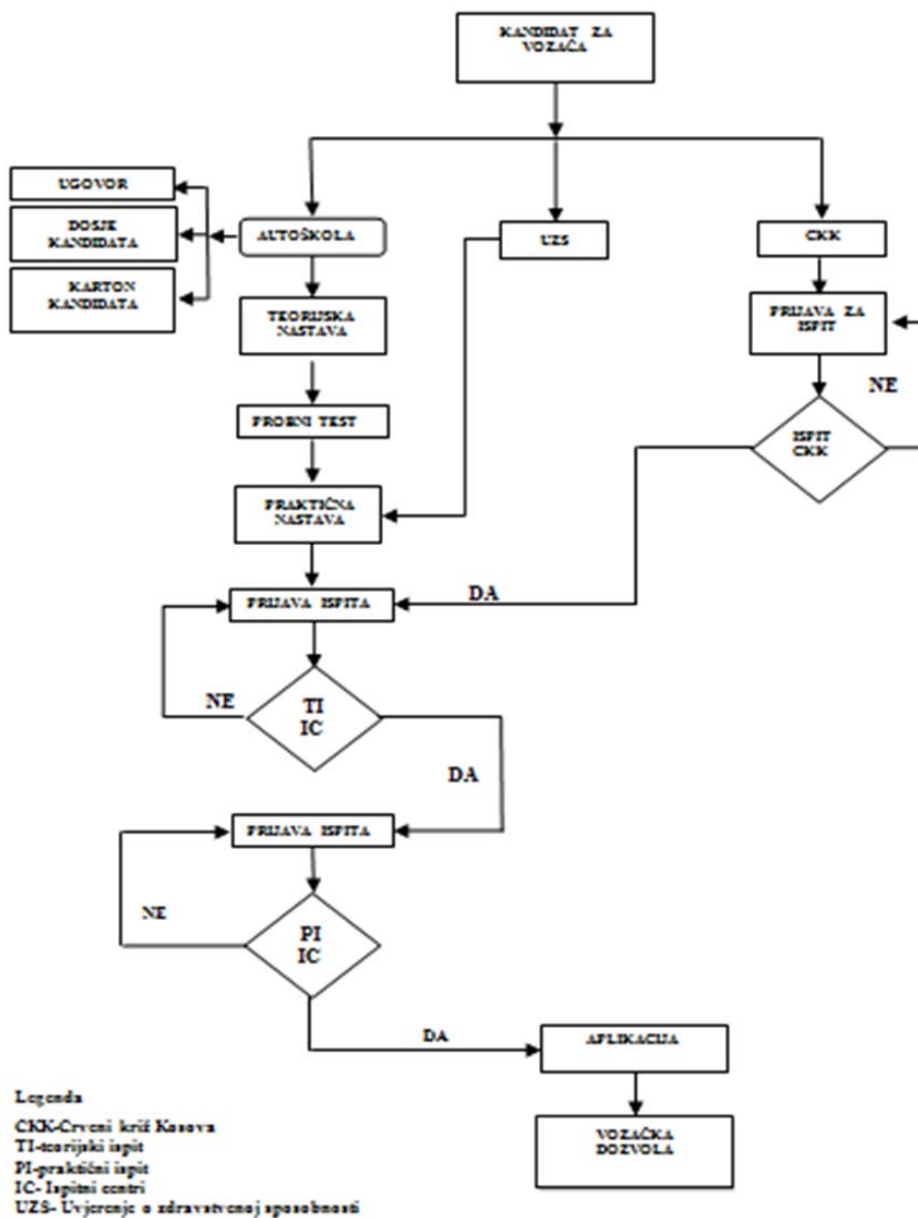 KANDIDAT ZA
VOZAČA
UGOVOR
DOSJE
KANDIDATA
KARTON
KANDIDATA
AUTOŠKOLA
UZS
CKK
TEORIJSKA
NASTAVA
PRIJAVA ZA
ISPIT
NE
PROBNI TEST
ISPIT
CKK
PRAKTIČNA
NASTAVA
PRIJAVA ISPITA
DA
NE
TI
IC
DA
PRIJAVA ISPITA
NE
PI
IC
DA
APLIKACIJA
VOZAČKA
DOZVOLA
Legenda
CKK-Crveni križ Kosova
TI-teorijski ispit
PI-praktični ispit
IC- Ispitni centri
UZS- Uvjerenje o zdravstvenoj sposobnosti